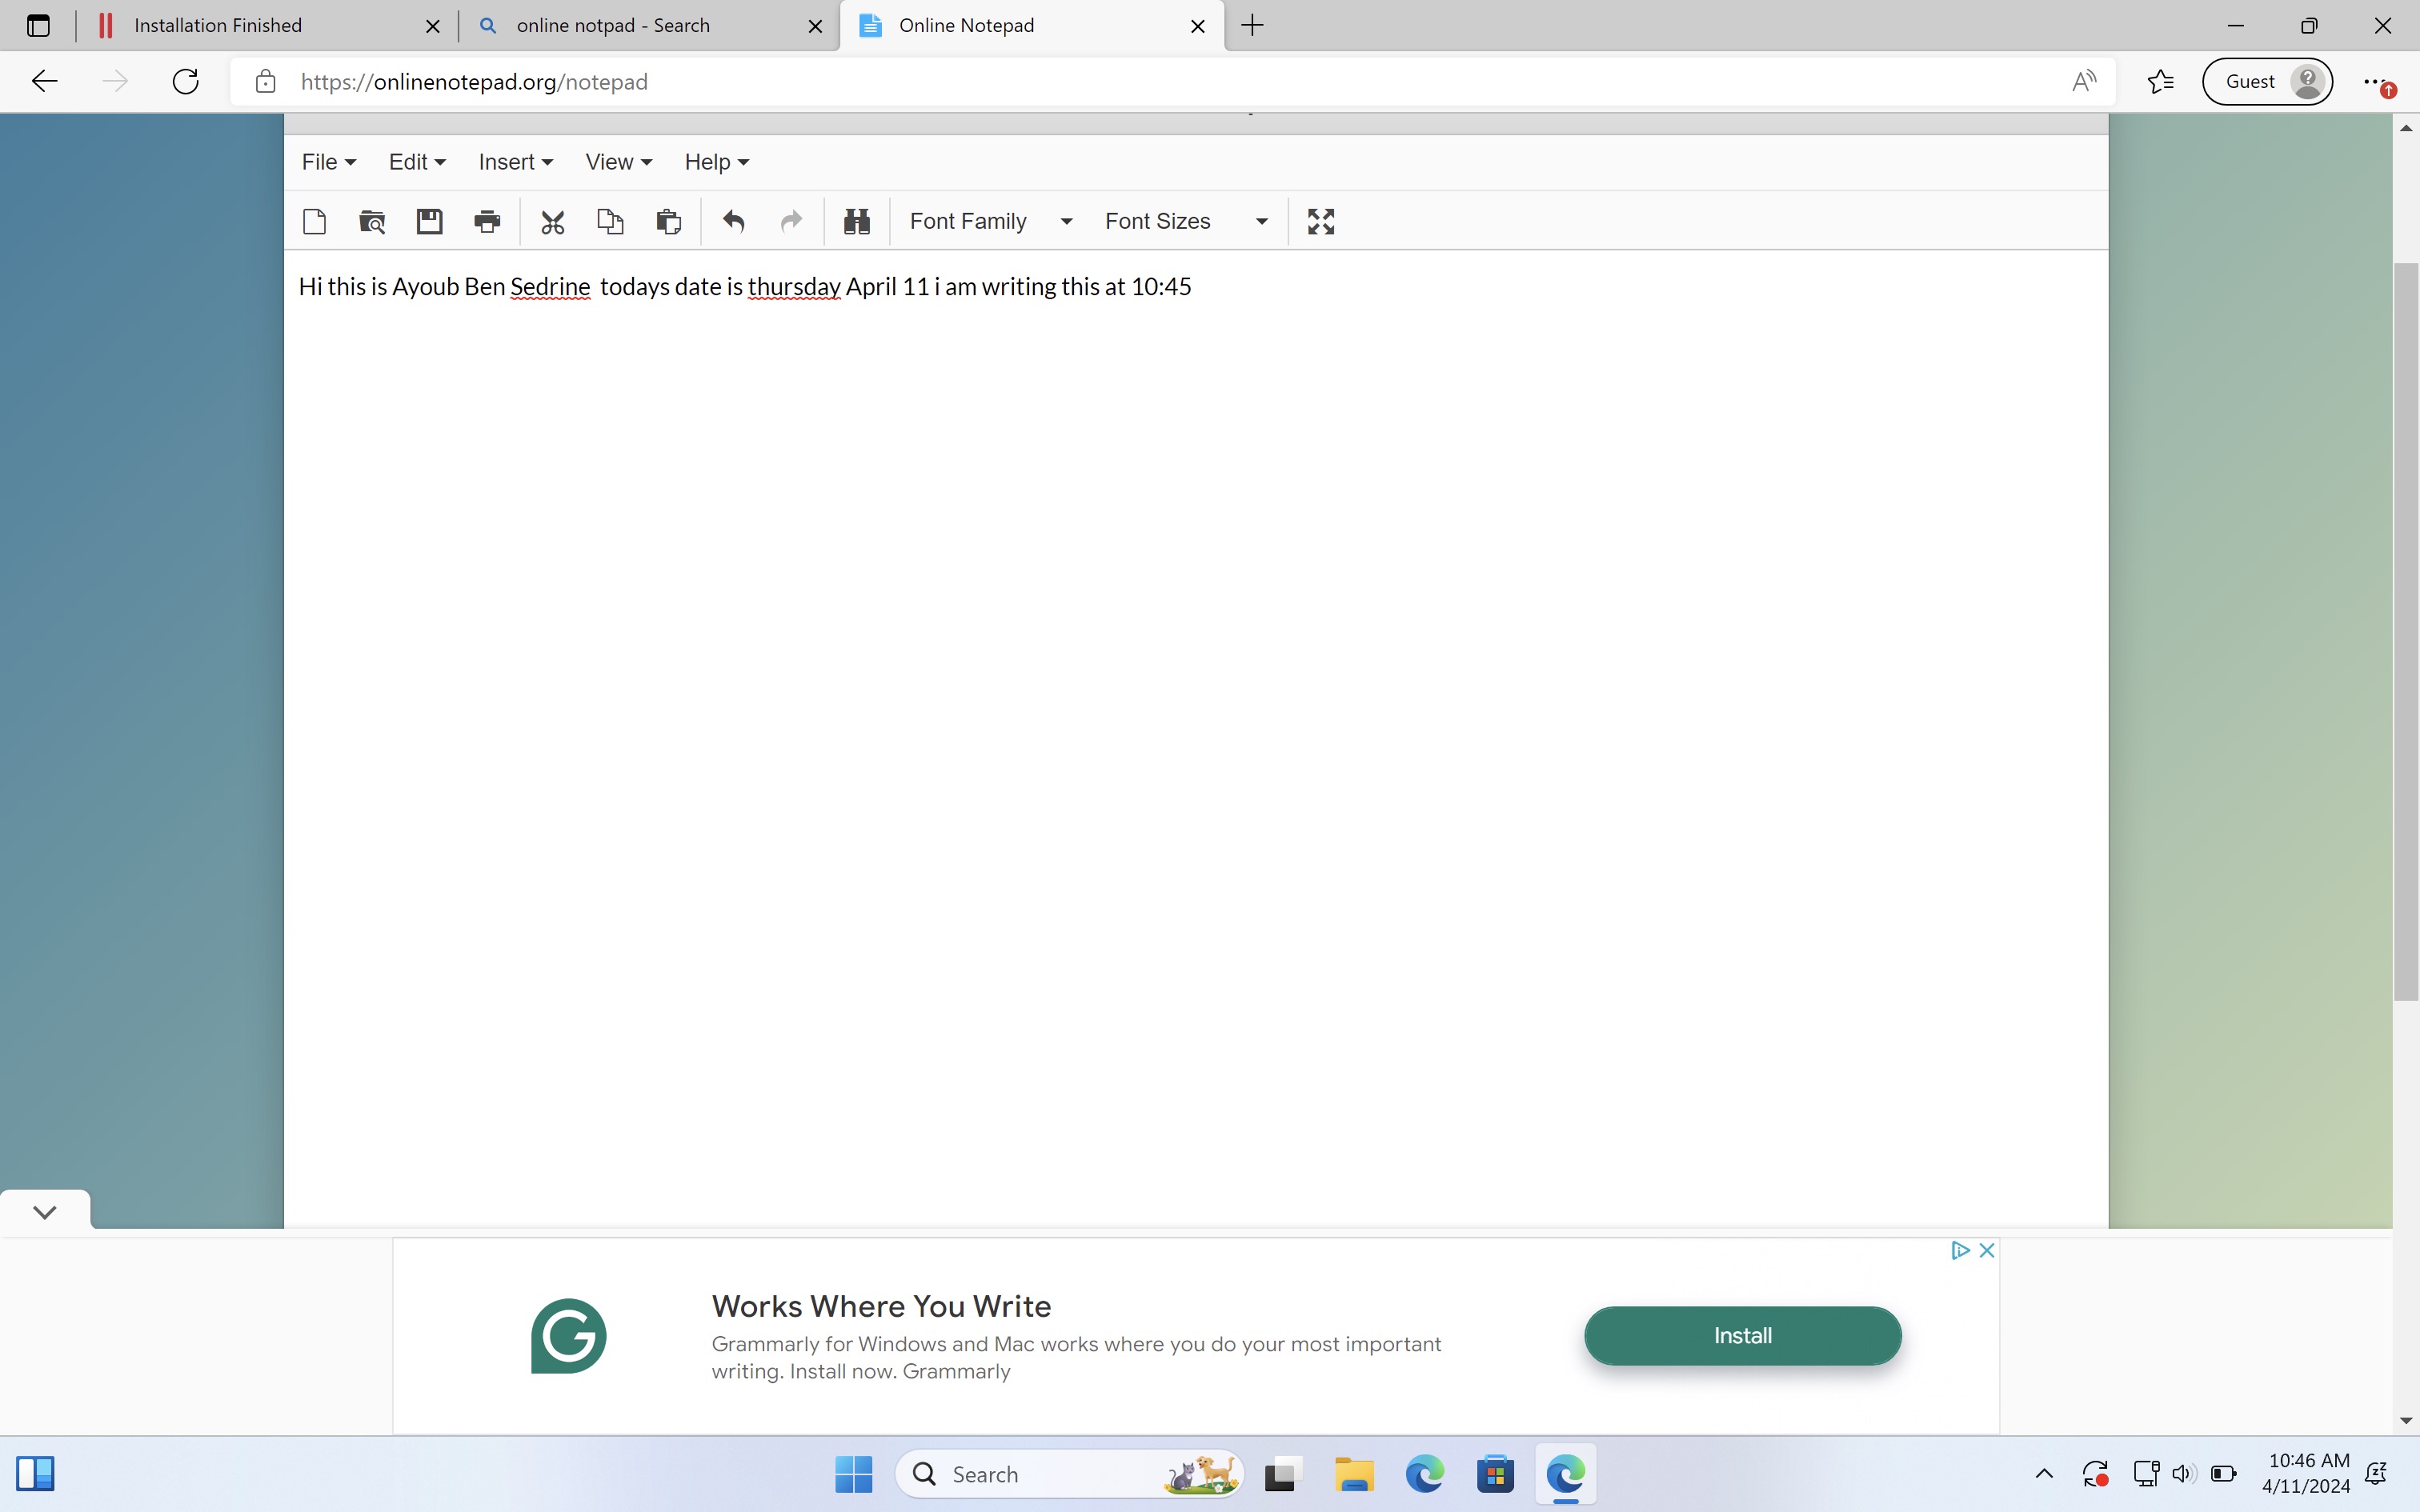 Installation Finished
online notpad - Search
Online Notepad
https://onlinenotepad.org/notepad
Guest
File Edit Insert View Help
Font Family Font Sizes
Hi this is Ayoub Ben Sedrine  todays date is thursday April 11 i am writing this at 10:45
Works Where You Write
Grammarly for Windows and Mac works where you do your most important
writing. Install now. Grammarly
Install
Search
10:46 AM
4/11/2024